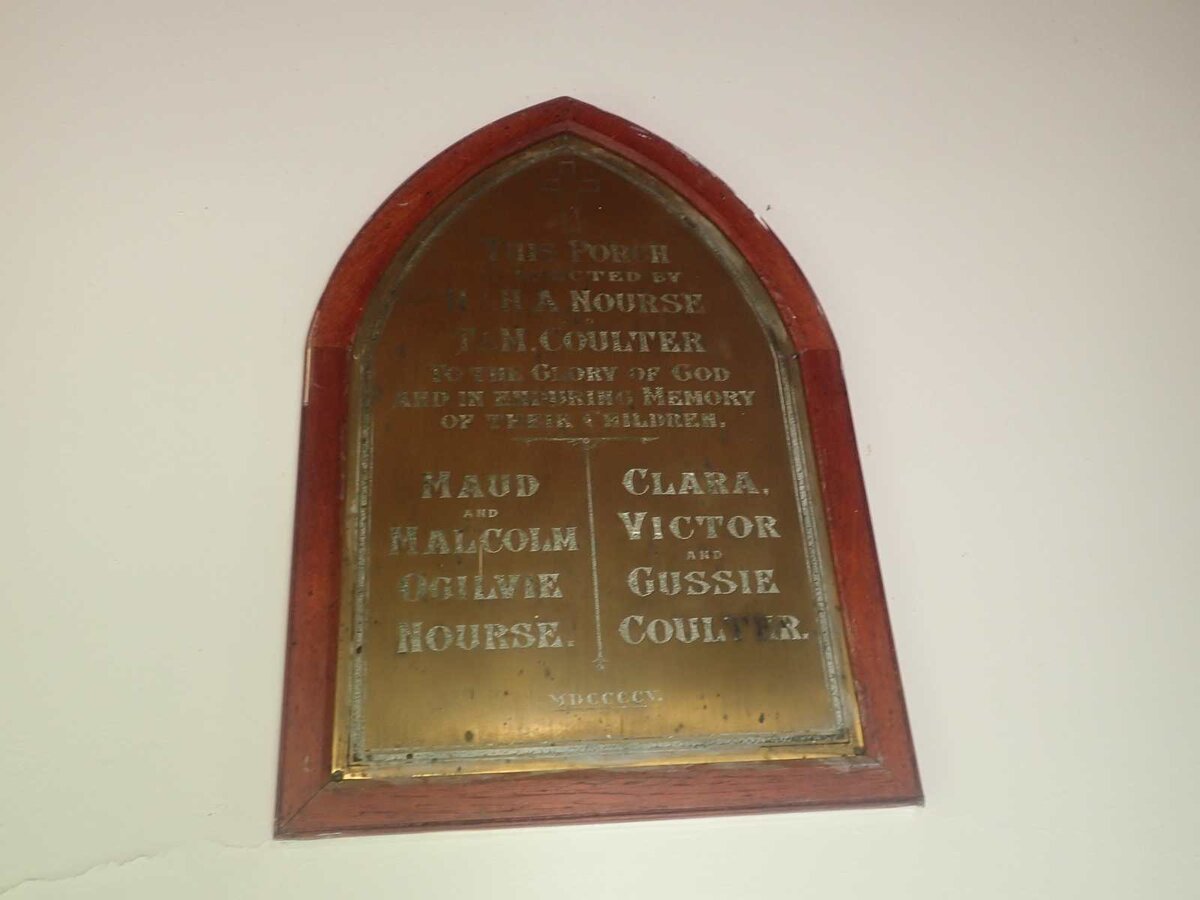 THIS PORCH
ERECTED BY
H. A. NOURSE
M. COULTER
TO THE GLORY OF GOD
AND IN ENDURING MEMORY
OF THEIR CHILDREN.
MAUD
AND
MALCOLM
OGILVIE
NOURSE.
CLARA,
VICTOR
AND
GUSSIE
COULTER.
MDCCCCV.